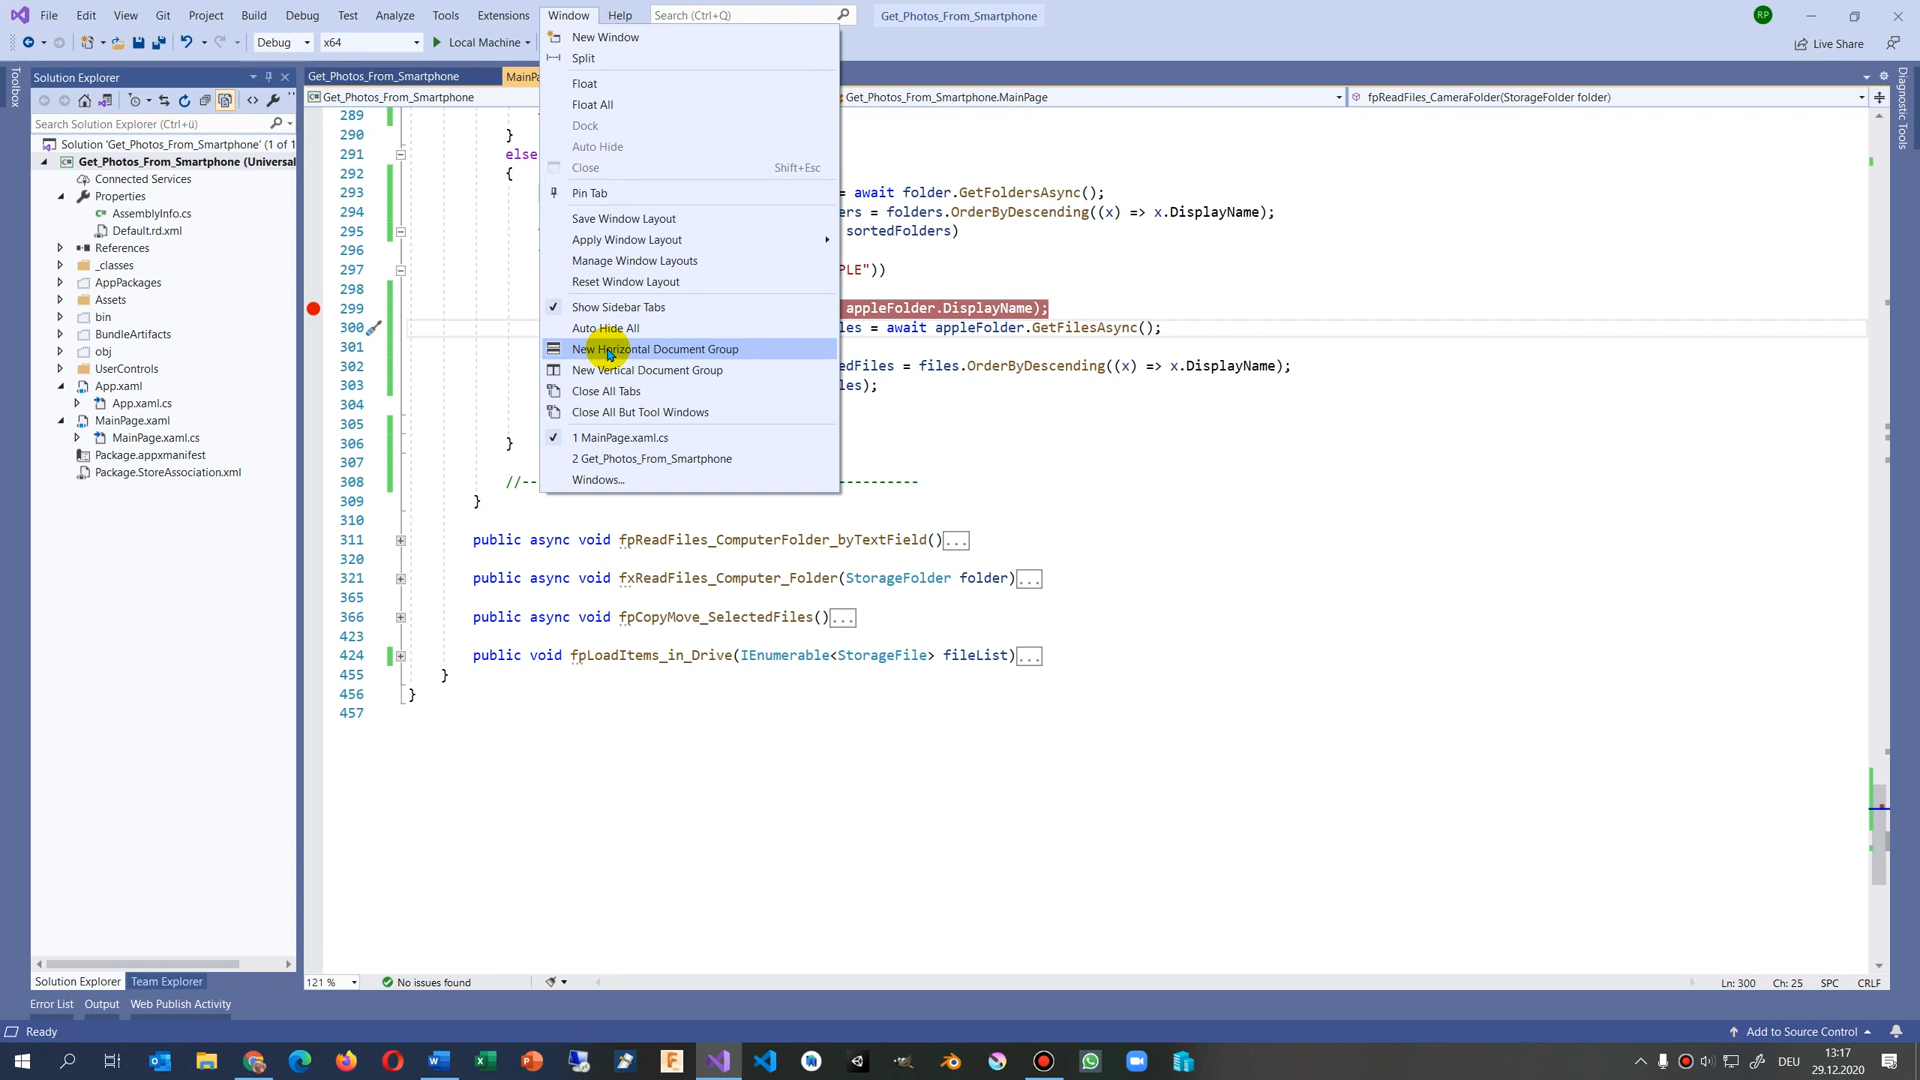 File Edit View Git Project Build Debug Test Analyze Tools Extensions Window Help Search (Ctrl+Q) Get_Photos_From_Smartphone RP
Debug x64 Local Machine Live Share
Toolbox
Solution Explorer
Search Solution Explorer (Ctrl+ü)
Solution 'Get_Photos_From_Smartphone' (1 of 1
Get_Photos_From_Smartphone (Universal
Connected Services
Properties
AssemblyInfo.cs
Default.rd.xml
References
_classes
AppPackages
Assets
bin
BundleArtifacts
obj
UserControls
App.xaml
App.xaml.cs
MainPage.xaml
MainPage.xaml.cs
Package.appxmanifest
Package.StoreAssociation.xml
Solution Explorer Team Explorer
Error List Output Web Publish Activity
Get_Photos_From_Smartphone MainPa
Get_Photos_From_Smartphone Get_Photos_From_Smartphone.MainPage fpReadFiles_CameraFolder(StorageFolder folder)
Diagnostic Tools
New Window
Split
Float
Float All
Dock
Auto Hide
Close Shift+Esc
Pin Tab
Save Window Layout
Apply Window Layout
Manage Window Layouts
Reset Window Layout
Show Sidebar Tabs
Auto Hide All
New Horizontal Document Group
New Vertical Document Group
Close All Tabs
Close All But Tool Windows
1 MainPage.xaml.cs
2 Get_Photos_From_Smartphone
Windows...
289
290 }
291 else
292 {
293 = await folder.GetFoldersAsync();
294 ers = folders.OrderByDescending((x) => x.DisplayName);
295 sortedFolders)
296
297 PLE"))
298
299 appleFolder.DisplayName);
300 les = await appleFolder.GetFilesAsync();
301
302 edFiles = files.OrderByDescending((x) => x.DisplayName);
303 les);
304
305
306 }
307
308 //-- ----------
309 }
310
311 public async void fpReadFiles_ComputerFolder_byTextField()...
320
321 public async void fxReadFiles_Computer_Folder(StorageFolder folder)...
365
366 public async void fpCopyMove_SelectedFiles()...
423
424 public void fpLoadItems_in_Drive(IEnumerable<StorageFile> fileList)...
455 }
456 }
457
121 % No issues found Ln: 300 Ch: 25 SPC CRLF
Ready Add to Source Control
DEU 13:17
29.12.2020